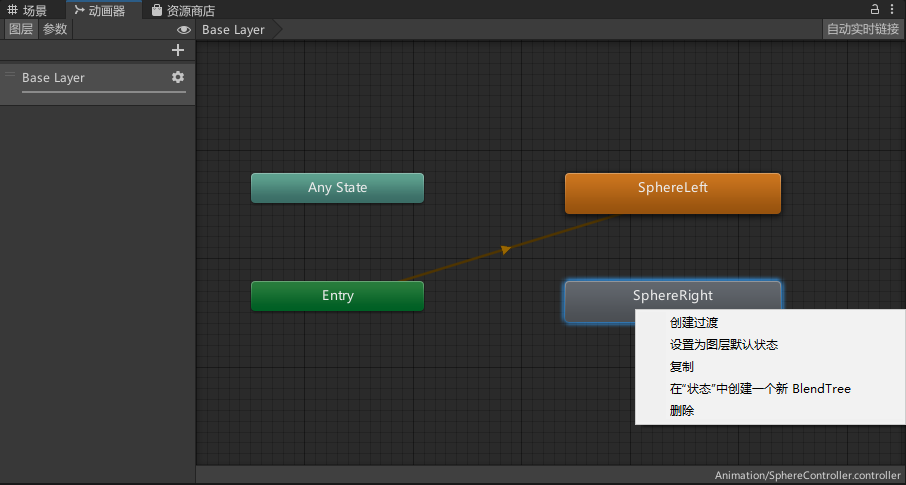 场景
动画器
资源商店
图层 参数
Base Layer
自动实时链接
Base Layer
Any State
SphereLeft
Entry
SphereRight
创建过渡
设置为图层默认状态
复制
在“状态”中创建一个新 BlendTree
删除
Animation/SphereController.controller